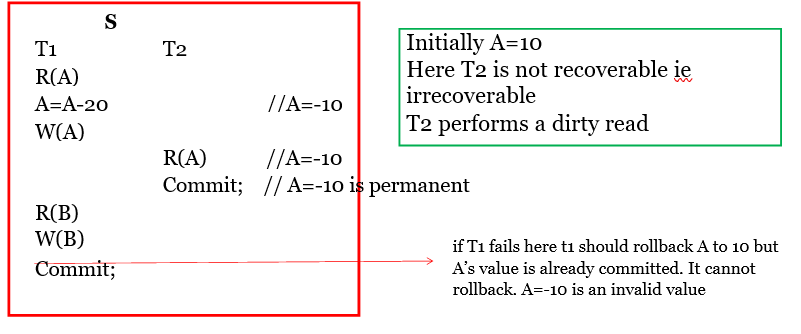 S
T1 T2
R(A)
A=A-20 //A=-10
W(A)
R(A) //A=-10
Commit; // A=-10 is permanent
R(B)
W(B)
Commit;
Initially A=10
Here T2 is not recoverable ie
irrecoverable
T2 performs a dirty read
if T1 fails here t1 should rollback A to 10 but
A's value is already committed. It cannot
rollback. A=-10 is an invalid value